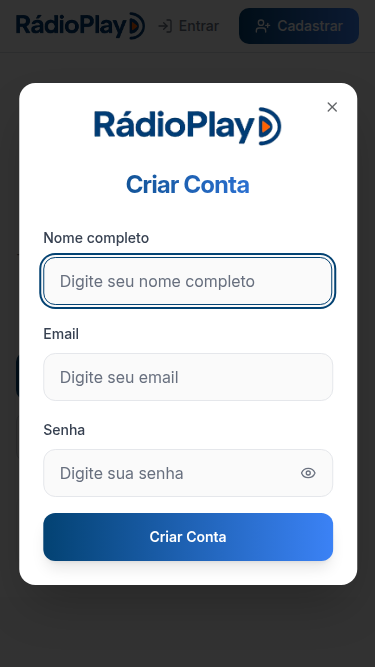 RádioPlay
Entrar
Cadastrar
RádioPlay
Criar Conta
Nome completo
Digite seu nome completo
Email
Digite seu email
Senha
Digite sua senha
Criar Conta